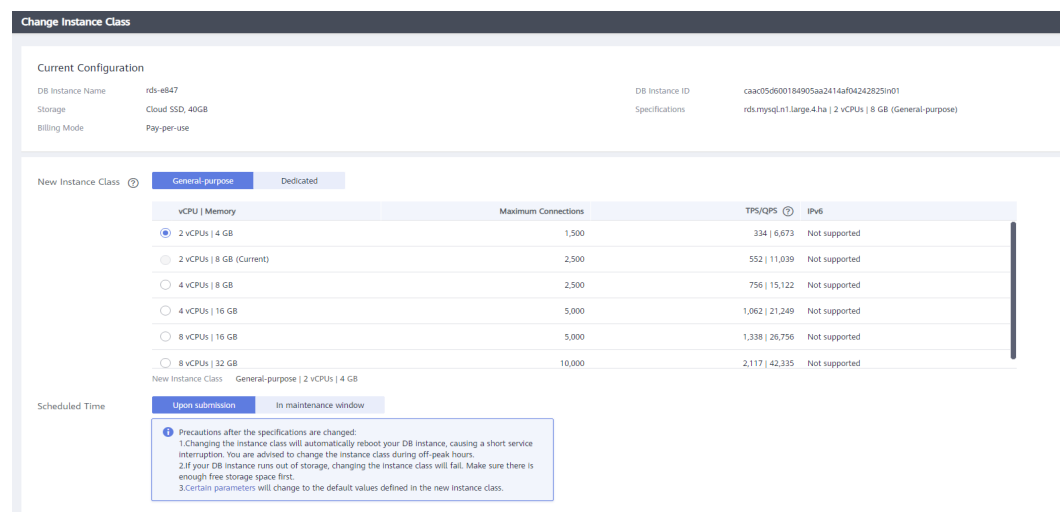 Change Instance Class
Current Configuration
DB Instance Name rds-e847 DB Instance ID caac05d600184905aa2414af04242825in01
Storage Cloud SSD, 40GB Specifications rds.mysql.n1.large.4.ha | 2 vCPUs | 8 GB (General-purpose)
Billing Mode Pay-per-use
New Instance Class ? General-purpose Dedicated
vCPU | Memory Maximum Connections TPS/QPS ? IPv6
2 vCPUs | 4 GB 1,500 334 | 6,673 Not supported
2 vCPUs | 8 GB (Current) 2,500 552 | 11,039 Not supported
4 vCPUs | 8 GB 2,500 756 | 15,122 Not supported
4 vCPUs | 16 GB 5,000 1,062 | 21,249 Not supported
8 vCPUs | 16 GB 5,000 1,338 | 26,756 Not supported
8 vCPUs | 32 GB 10,000 2,117 | 42,335 Not supported
New Instance Class General-purpose | 2 vCPUs | 4 GB
Scheduled Time Upon submission In maintenance window
Precautions after the specifications are changed:
1.Changing the instance class will automatically reboot your DB instance, causing a short service
interruption. You are advised to change the instance class during off-peak hours.
2.If your DB instance runs out of storage, changing the instance class will fail. Make sure there is
enough free storage space first.
3.Certain parameters will change to the default values defined in the new instance class.